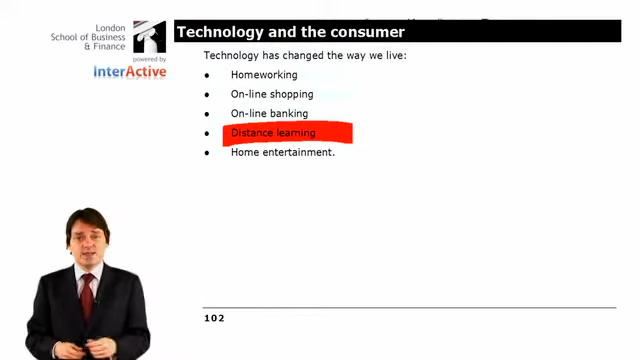 London
School of Business
& Finance
powered by
InterActive
Technology and the consumer
Technology has changed the way we live:
● Homeworking
● On-line shopping
● On-line banking
● Distance learning
● Home entertainment.
102